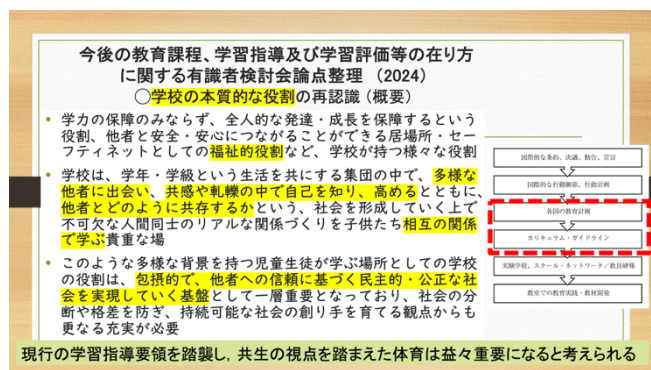 今後の教育課程、学習指導及び学習評価等の在り方
に関する有識者検討会論点整理 (2024)
○学校の本質的な役割の再認識 (概要)
• 学力の保障のみならず、全人的な発達・成長を保障するという
役割、他者と安全・安心につながることができる居場所・セー
フティネットとしての福祉的役割など、学校が持つ様々な役割
• 学校は、学年・学級という生活を共にする集団の中で、多様な
他者に出会い、共感や軋轢の中で自己を知り、高めるとともに、
他者とどのように共存するかという、社会を形成していく上で
不可欠な人間同士のリアルな関係づくりを子供たち相互の関係
で学ぶ貴重な場
• このような多様な背景を持つ児童生徒が学ぶ場所としての学校
の役割は、包摂的で、他者への信頼に基づく民主的・公正な社
会を実現していく基盤として一層重要となっており、社会の分
断や格差を防ぎ、持続可能な社会の創り手を育てる観点からも
更なる充実が必要
国際的な条約、決議、勧告、宣言
国際的な行動綱領、行動計画
各国の教育計画
カリキュラム・ガイドライン
実験学校、スクール・ネットワーク/教員研修
教室での教育実践・教材開発
現行の学習指導要領を踏襲し，共生の視点を踏まえた体育は益々重要になると考えられる